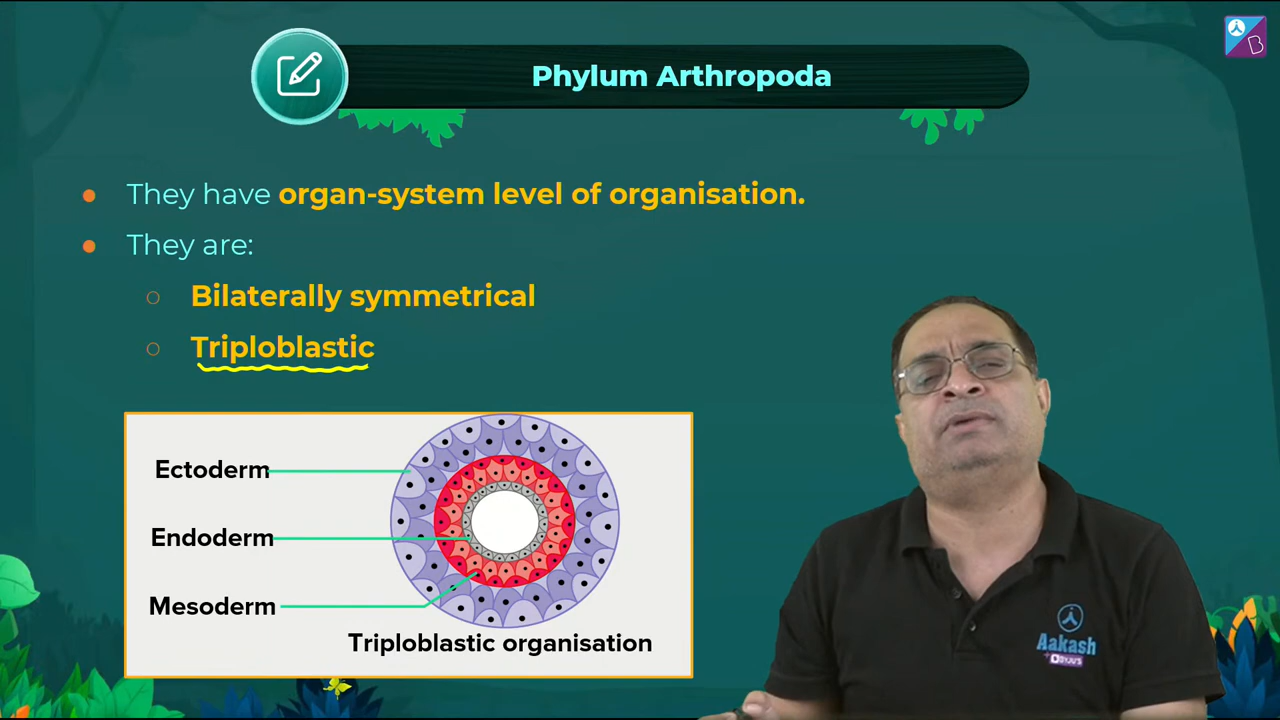 Phylum Arthropoda
They have organ-system level of organisation.
They are:
Bilaterally symmetrical
Triploblastic
Ectoderm
Endoderm
Mesoderm
Triploblastic organisation
Aakash
BYJU'S
B